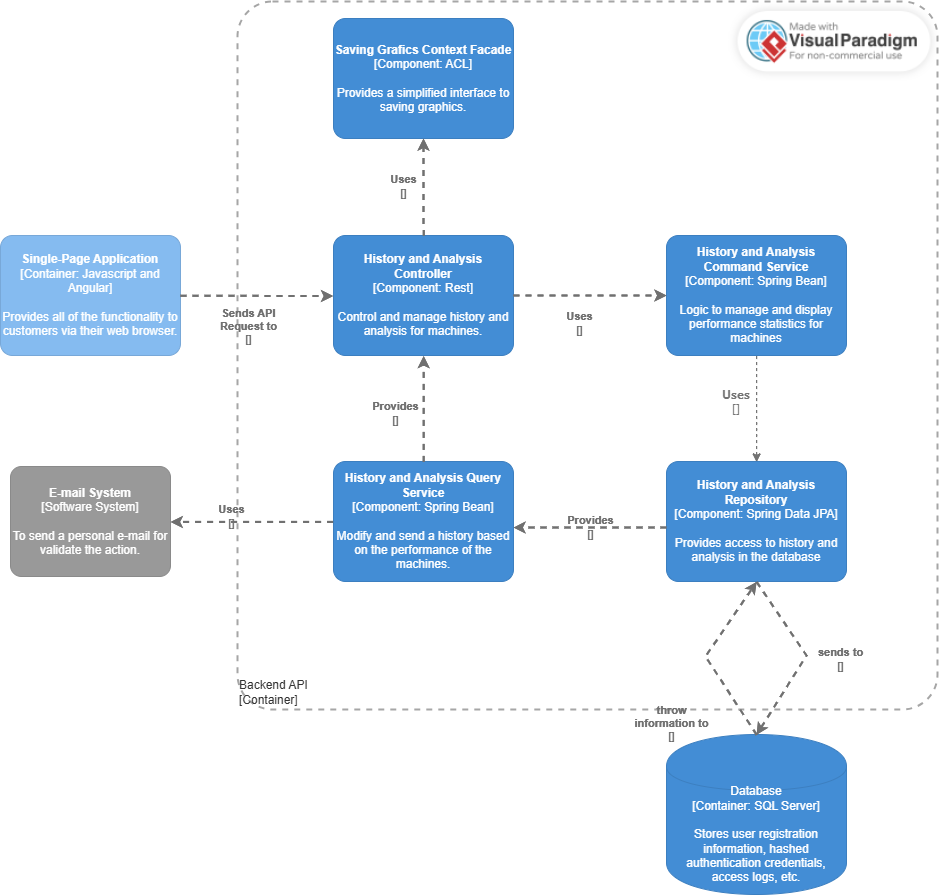 Made with
Visual Paradigm
For non-commercial use
Saving Grafics Context Facade
[Component: ACL]
Provides a simplified interface to
saving graphics.
Uses
[]
Single-Page Application
[Container: Javascript and
Angular]
Provides all of the functionality to
customers via their web browser.
Sends API
Request to
[]
History and Analysis
Controller
[Component: Rest]
Control and manage history and
analysis for machines.
Uses
[]
History and Analysis
Command Service
[Component: Spring Bean]
Logic to manage and display
performance statistics for
machines
Provides
[]
Uses
[]
E-mail System
[Software System]
To send a personal e-mail for
validate the action.
Uses
[]
History and Analysis Query
Service
[Component: Spring Bean]
Modify and send a history based
on the performance of the
machines.
Provides
[]
History and Analysis
Repository
[Component: Spring Data JPA]
Provides access to history and
analysis in the database
sends to
[]
Backend API
[Container]
throw
information to
[]
Database
[Container: SQL Server]
Stores user registration
information, hashed
authentication credentials,
access logs, etc.